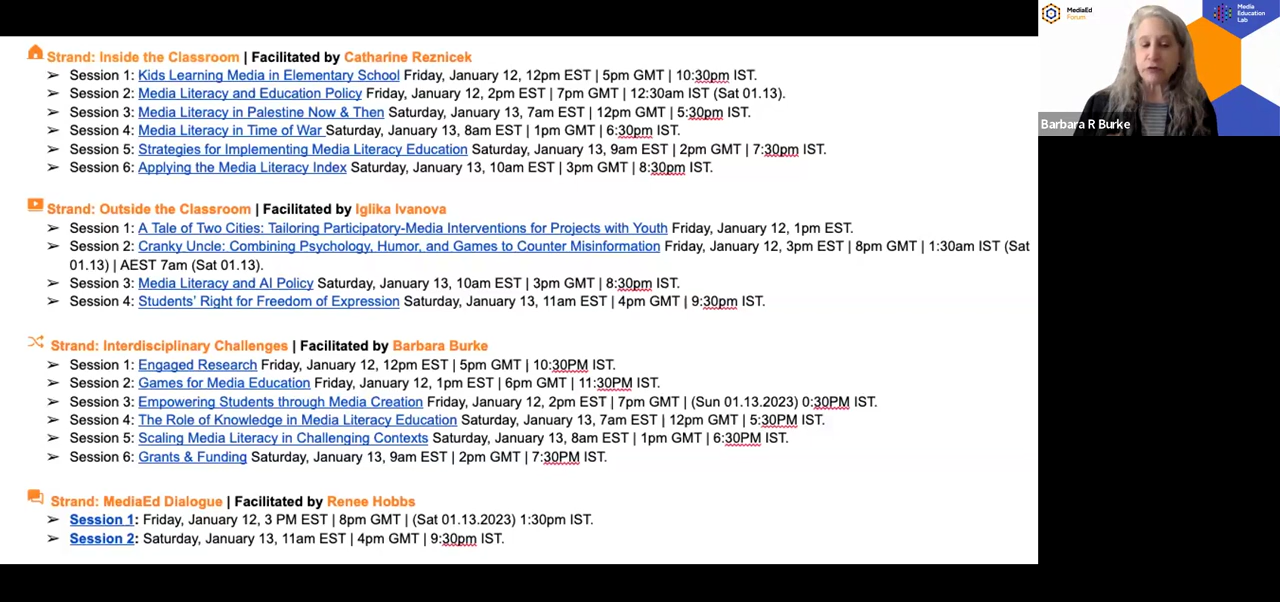 Strand: Inside the Classroom | Facilitated by Catharine Reznicek
➢ Session 1: Kids Learning Media in Elementary School Friday, January 12, 12pm EST | 5pm GMT | 10:30pm IST.
➢ Session 2: Media Literacy and Education Policy Friday, January 12, 2pm EST | 7pm GMT | 12:30am IST (Sat 01.13).
➢ Session 3: Media Literacy in Palestine Now & Then Saturday, January 13, 7am EST | 12pm GMT | 5:30pm IST.
➢ Session 4: Media Literacy in Time of War Saturday, January 13, 8am EST | 1pm GMT | 6:30pm IST.
➢ Session 5: Strategies for Implementing Media Literacy Education Saturday, January 13, 9am EST | 2pm GMT | 7:30pm IST.
➢ Session 6: Applying the Media Literacy Index Saturday, January 13, 10am EST | 3pm GMT | 8:30pm IST.
Strand: Outside the Classroom | Facilitated by Iglika Ivanova
➢ Session 1: A Tale of Two Cities: Tailoring Participatory-Media Interventions for Projects with Youth Friday, January 12, 1pm EST.
➢ Session 2: Cranky Uncle: Combining Psychology, Humor, and Games to Counter Misinformation Friday, January 12, 3pm EST | 8pm GMT | 1:30am IST (Sat
01.13) | AEST 7am (Sat 01.13).
➢ Session 3: Media Literacy and AI Policy Saturday, January 13, 10am EST | 3pm GMT | 8:30pm IST.
➢ Session 4: Students' Right for Freedom of Expression Saturday, January 13, 11am EST | 4pm GMT | 9:30pm IST.
Strand: Interdisciplinary Challenges | Facilitated by Barbara Burke
➢ Session 1: Engaged Research Friday, January 12, 12pm EST | 5pm GMT | 10:30PM IST.
➢ Session 2: Games for Media Education Friday, January 12, 1pm EST | 6pm GMT | 11:30PM IST.
➢ Session 3: Empowering Students through Media Creation Friday, January 12, 2pm EST | 7pm GMT | (Sun 01.13.2023) 0:30PM IST.
➢ Session 4: The Role of Knowledge in Media Literacy Education Saturday, January 13, 7am EST | 12pm GMT | 5:30PM IST.
➢ Session 5: Scaling Media Literacy in Challenging Contexts Saturday, January 13, 8am EST | 1pm GMT | 6:30PM IST.
➢ Session 6: Grants & Funding Saturday, January 13, 9am EST | 2pm GMT | 7:30PM IST.
Strand: MediaEd Dialogue | Facilitated by Renee Hobbs
➢ Session 1: Friday, January 12, 3 PM EST | 8pm GMT | (Sat 01.13.2023) 1:30pm IST.
➢ Session 2: Saturday, January 13, 11am EST | 4pm GMT | 9:30pm IST.
MediaEd
Forum
Media
Education
Lab
Barbara R Burke